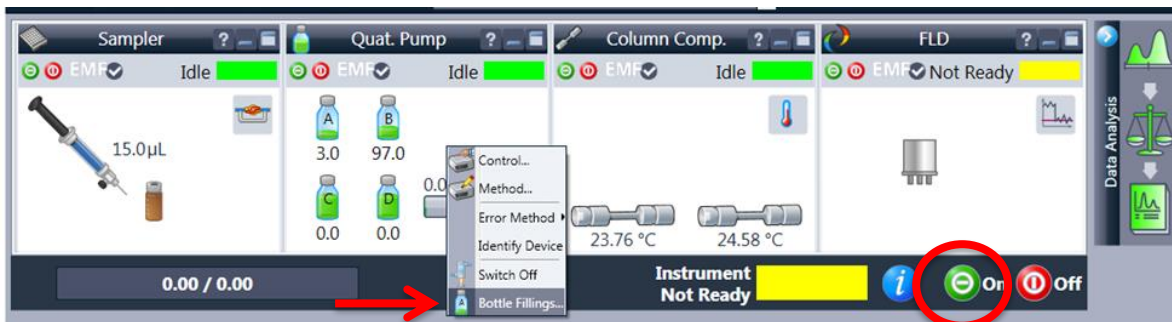 Sampler ?
EMF Idle
15.0µL
Quat. Pump ?
EMF Idle
A B
3.0 97.0
C D
0.0 0.0
Control...
Method...
Error Method
Identify Device
Switch Off
A Bottle Fillings...
Column Comp. ?
Idle
23.76 °C 24.58 °C
FLD ?
EMF Not Ready
Data Analysis
0.00 / 0.00
Instrument
Not Ready
i
On
Off